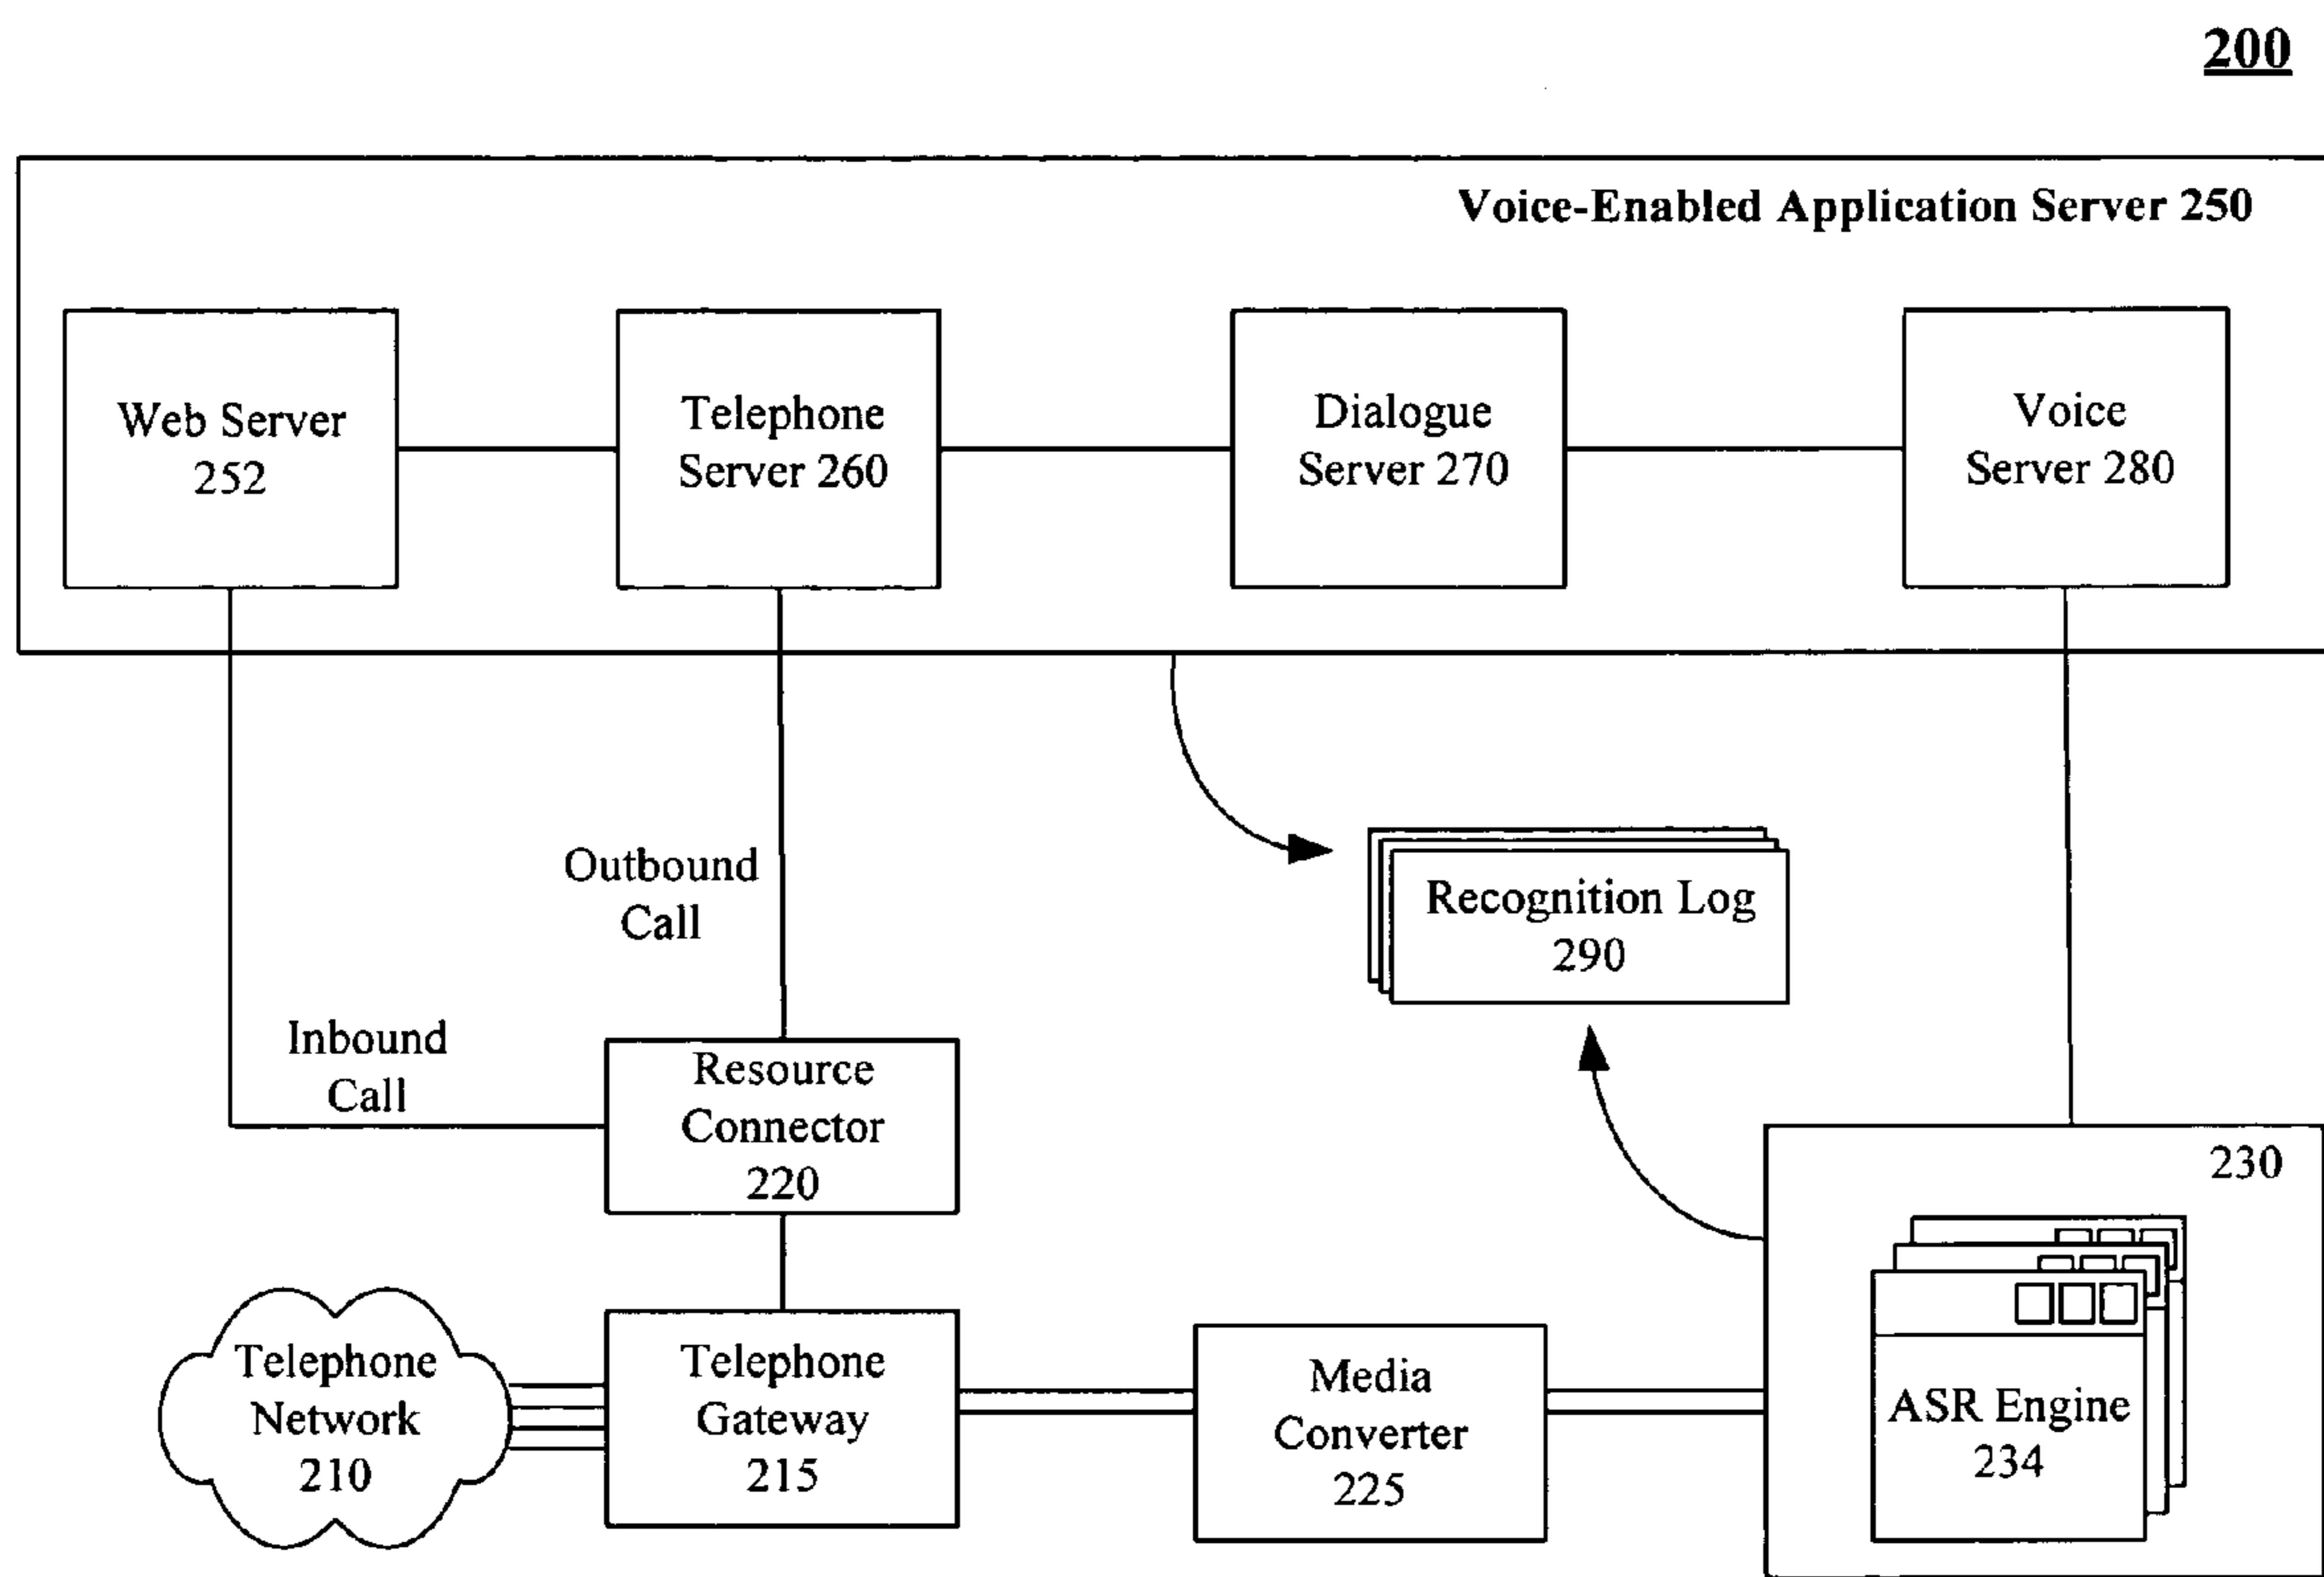 200
Voice-Enabled Application Server 250
Web Server
252
Telephone
Server 260
Dialogue
Server 270
Voice
Server 280
Outbound
Call
Recognition Log
290
Inbound
Call
Resource
Connector
220
230
Telephone
Network
210
Telephone
Gateway
215
Media
Converter
225
ASR Engine
234